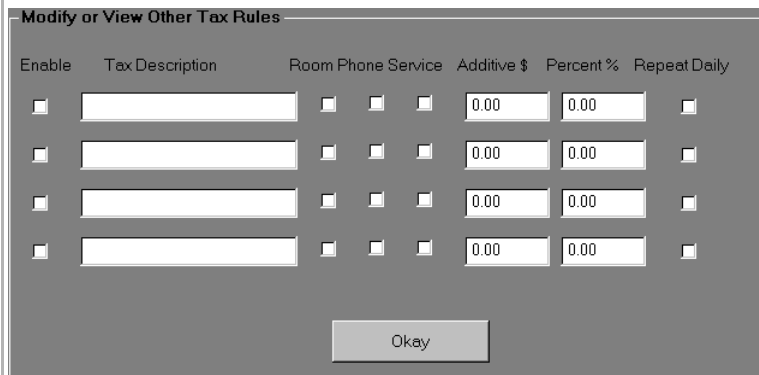 Modify or View Other Tax Rules
Enable Tax Description Room Phone Service Additive $ Percent % Repeat Daily
0.00 0.00
0.00 0.00
0.00 0.00
0.00 0.00
Okay